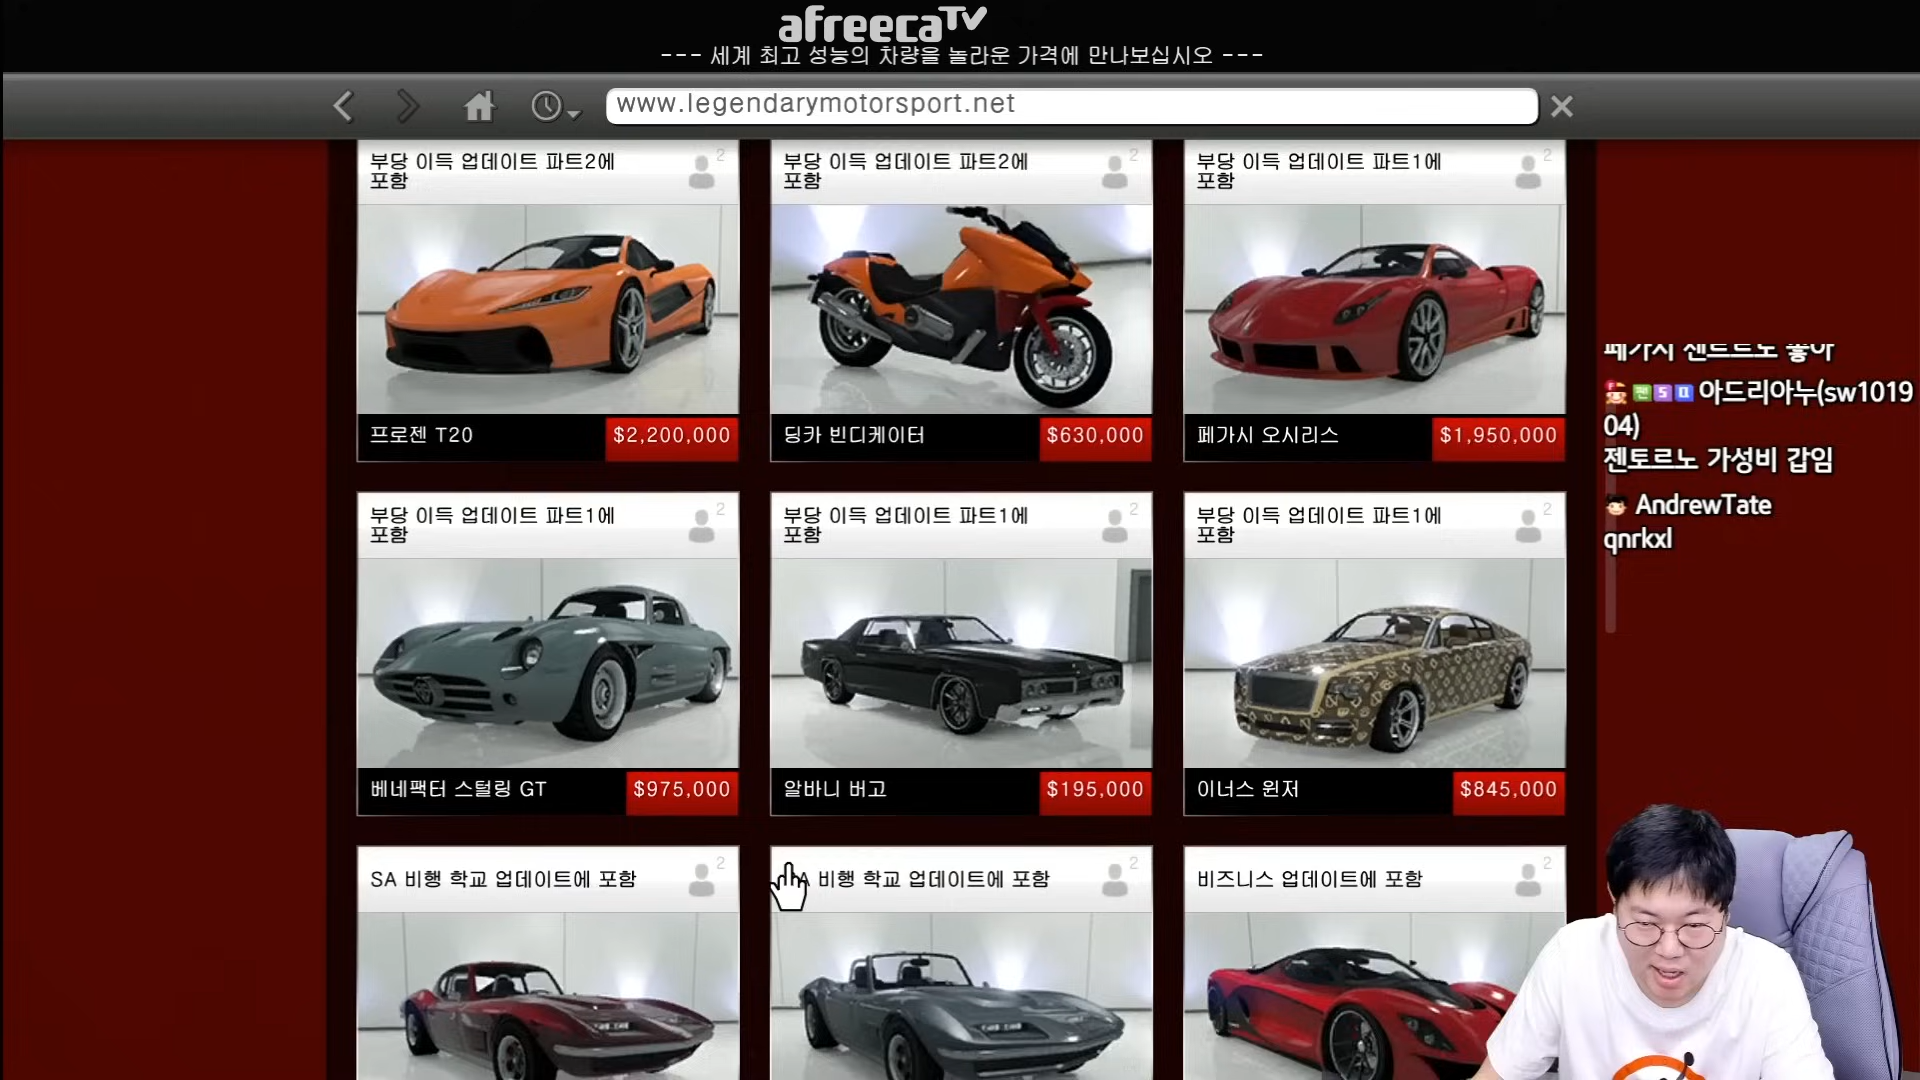 afreecaTV
--- 세계 최고 성능의 차량을 놀라운 가격에 만나보십시오 ---
www.legendarymotorsport.net
부당 이득 업데이트 파트2에
포함
2
부당 이득 업데이트 파트2에
포함
2
부당 이득 업데이트 파트1에
포함
2
프로젠 T20
$2,200,000
딩카 빈디케이터
$630,000
페가시 오시리스
$1,950,000
부당 이득 업데이트 파트1에
포함
2
부당 이득 업데이트 파트1에
포함
2
부당 이득 업데이트 파트1에
포함
2
베네팩터 스털링 GT
$975,000
알바니 버고
$195,000
이너스 윈저
$845,000
SA 비행 학교 업데이트에 포함
2
A 비행 학교 업데이트에 포함
2
비즈니스 업데이트에 포함
2
아드리아누(sw1019
04)
젠토르노 가성비 갑임
AndrewTate
qnrkxl